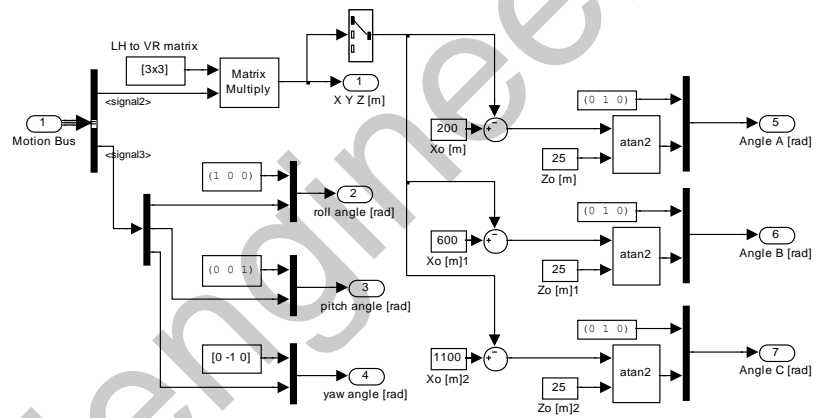 LH to VR matrix
[3x3]
Matrix
Multiply
1
X Y Z [m]
1
Motion Bus
<signal2>
<signal3>
(1 0 0)
2
roll angle [rad]
(0 0 1)
3
pitch angle [rad]
[0 -1 0]
4
yaw angle [rad]
200
Xo [m]
(0 1 0)
25
Zo [m]
atan2
5
Angle A [rad]
600
Xo [m]1
(0 1 0)
25
Zo [m]1
atan2
6
Angle B [rad]
1100
Xo [m]2
(0 1 0)
25
Zo [m]2
atan2
7
Angle C [rad]